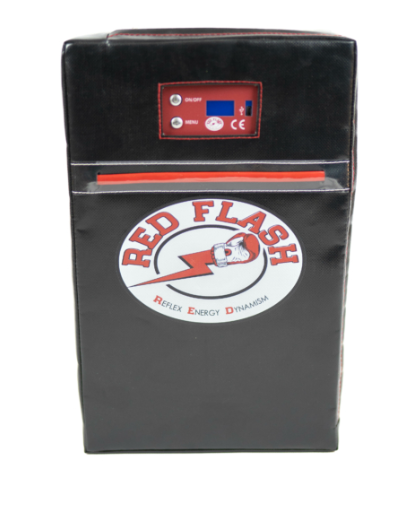 ON/OFF
MENU
CE
RED FLASH
REFLEX ENERGY DYNAMISM